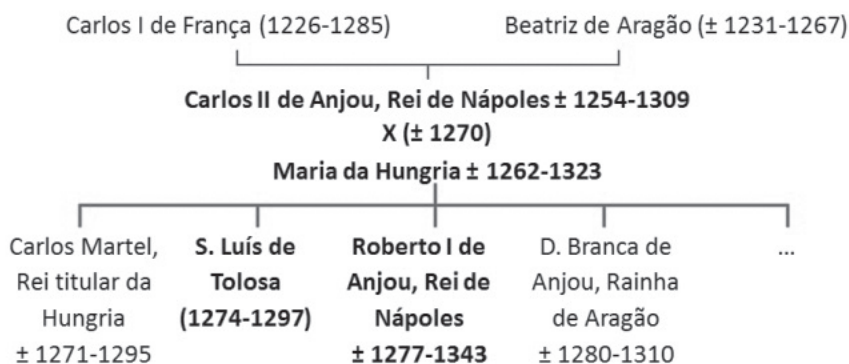 Carlos I de França (1226-1285)
Beatriz de Aragão (± 1231-1267)
Carlos II de Anjou, Rei de Nápoles ± 1254-1309
X (± 1270)
Maria da Hungria ± 1262-1323
Carlos Martel,
Rei titular da
Hungria
± 1271-1295
S. Luís de
Tolosa
(1274-1297)
Roberto I de
Anjou, Rei de
Nápoles
± 1277-1343
D. Branca de
Anjou, Rainha
de Aragão
± 1280-1310
...